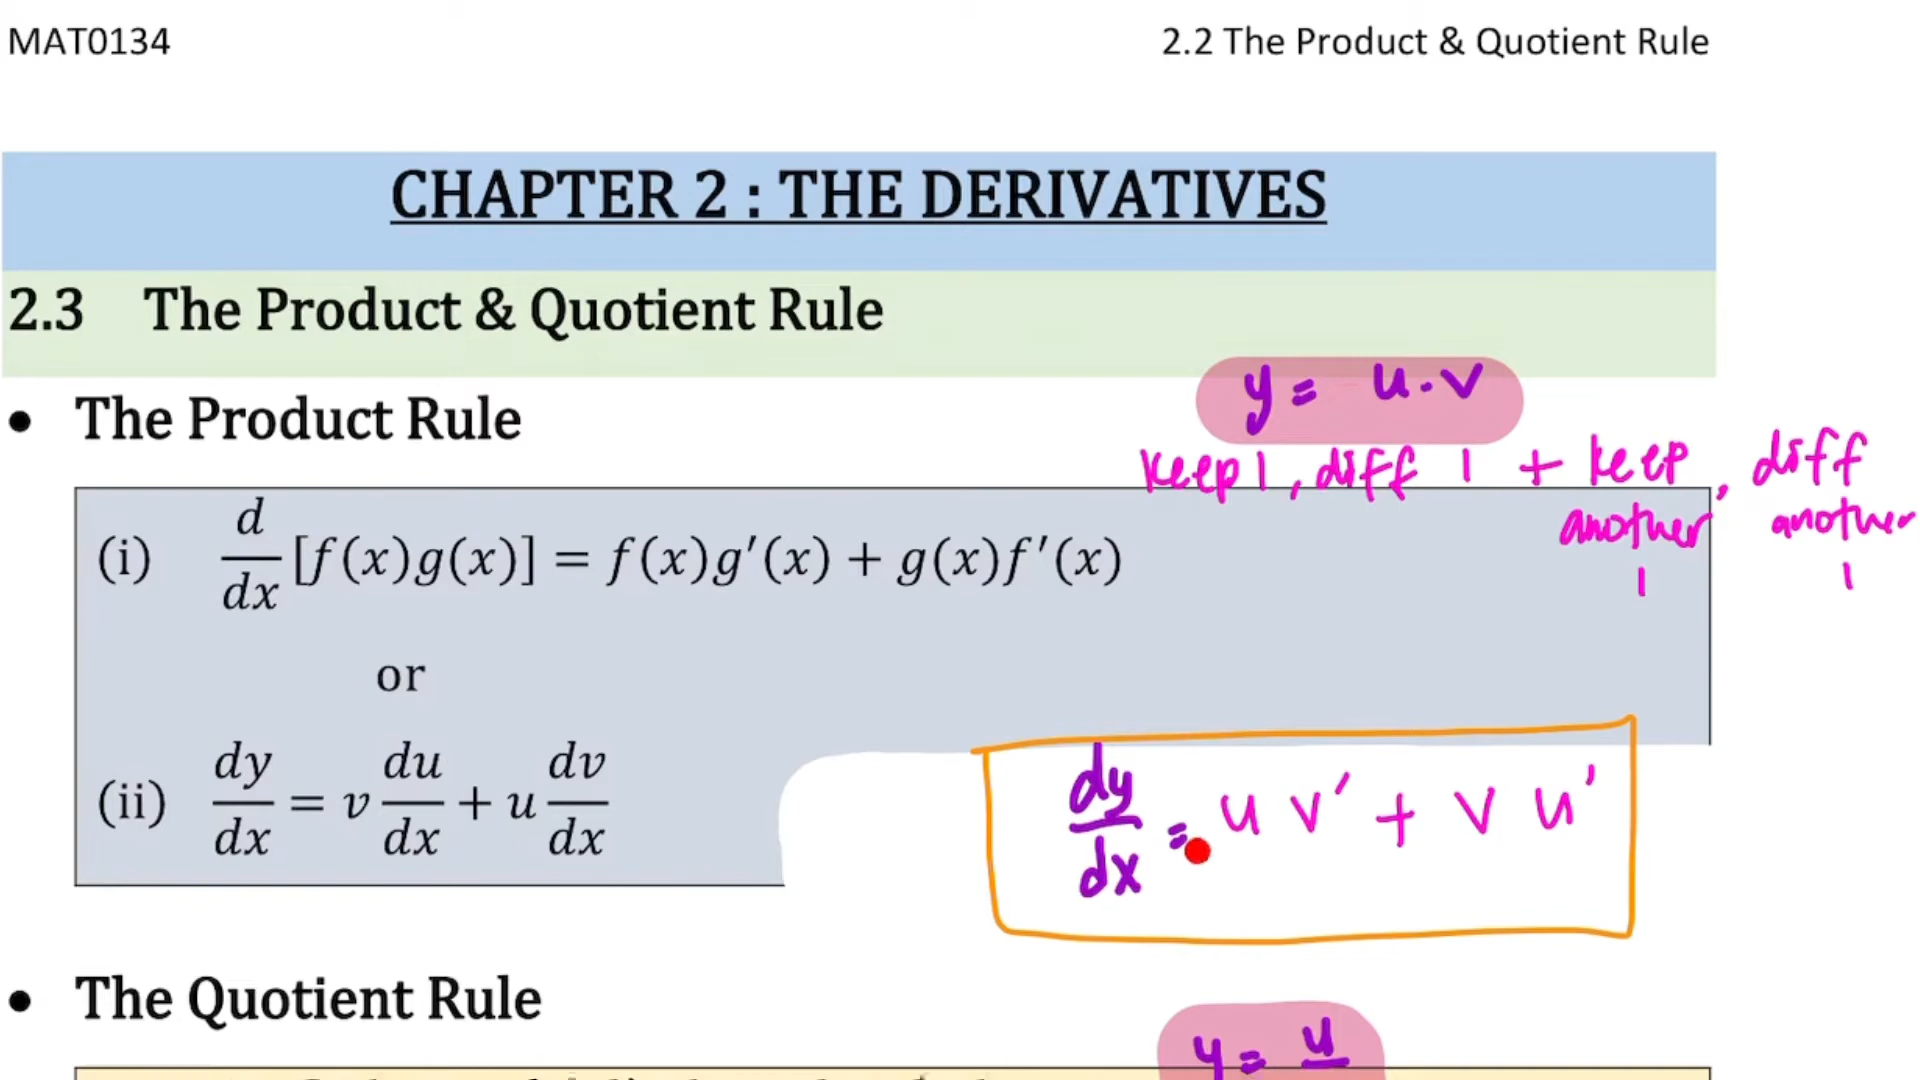 MAT0134 2.2 The Product & Quotient Rule
CHAPTER 2 : THE DERIVATIVES
2.3 The Product & Quotient Rule
y = u · v
• The Product Rule
keep 1, diff 1 + keep another 1, diff another 1
(i) d/dx [f(x)g(x)] = f(x)g′(x) + g(x)f′(x)
or
(ii) dy/dx = v du/dx + u dv/dx
dy/dx = u v′ + v u′
• The Quotient Rule
y = u